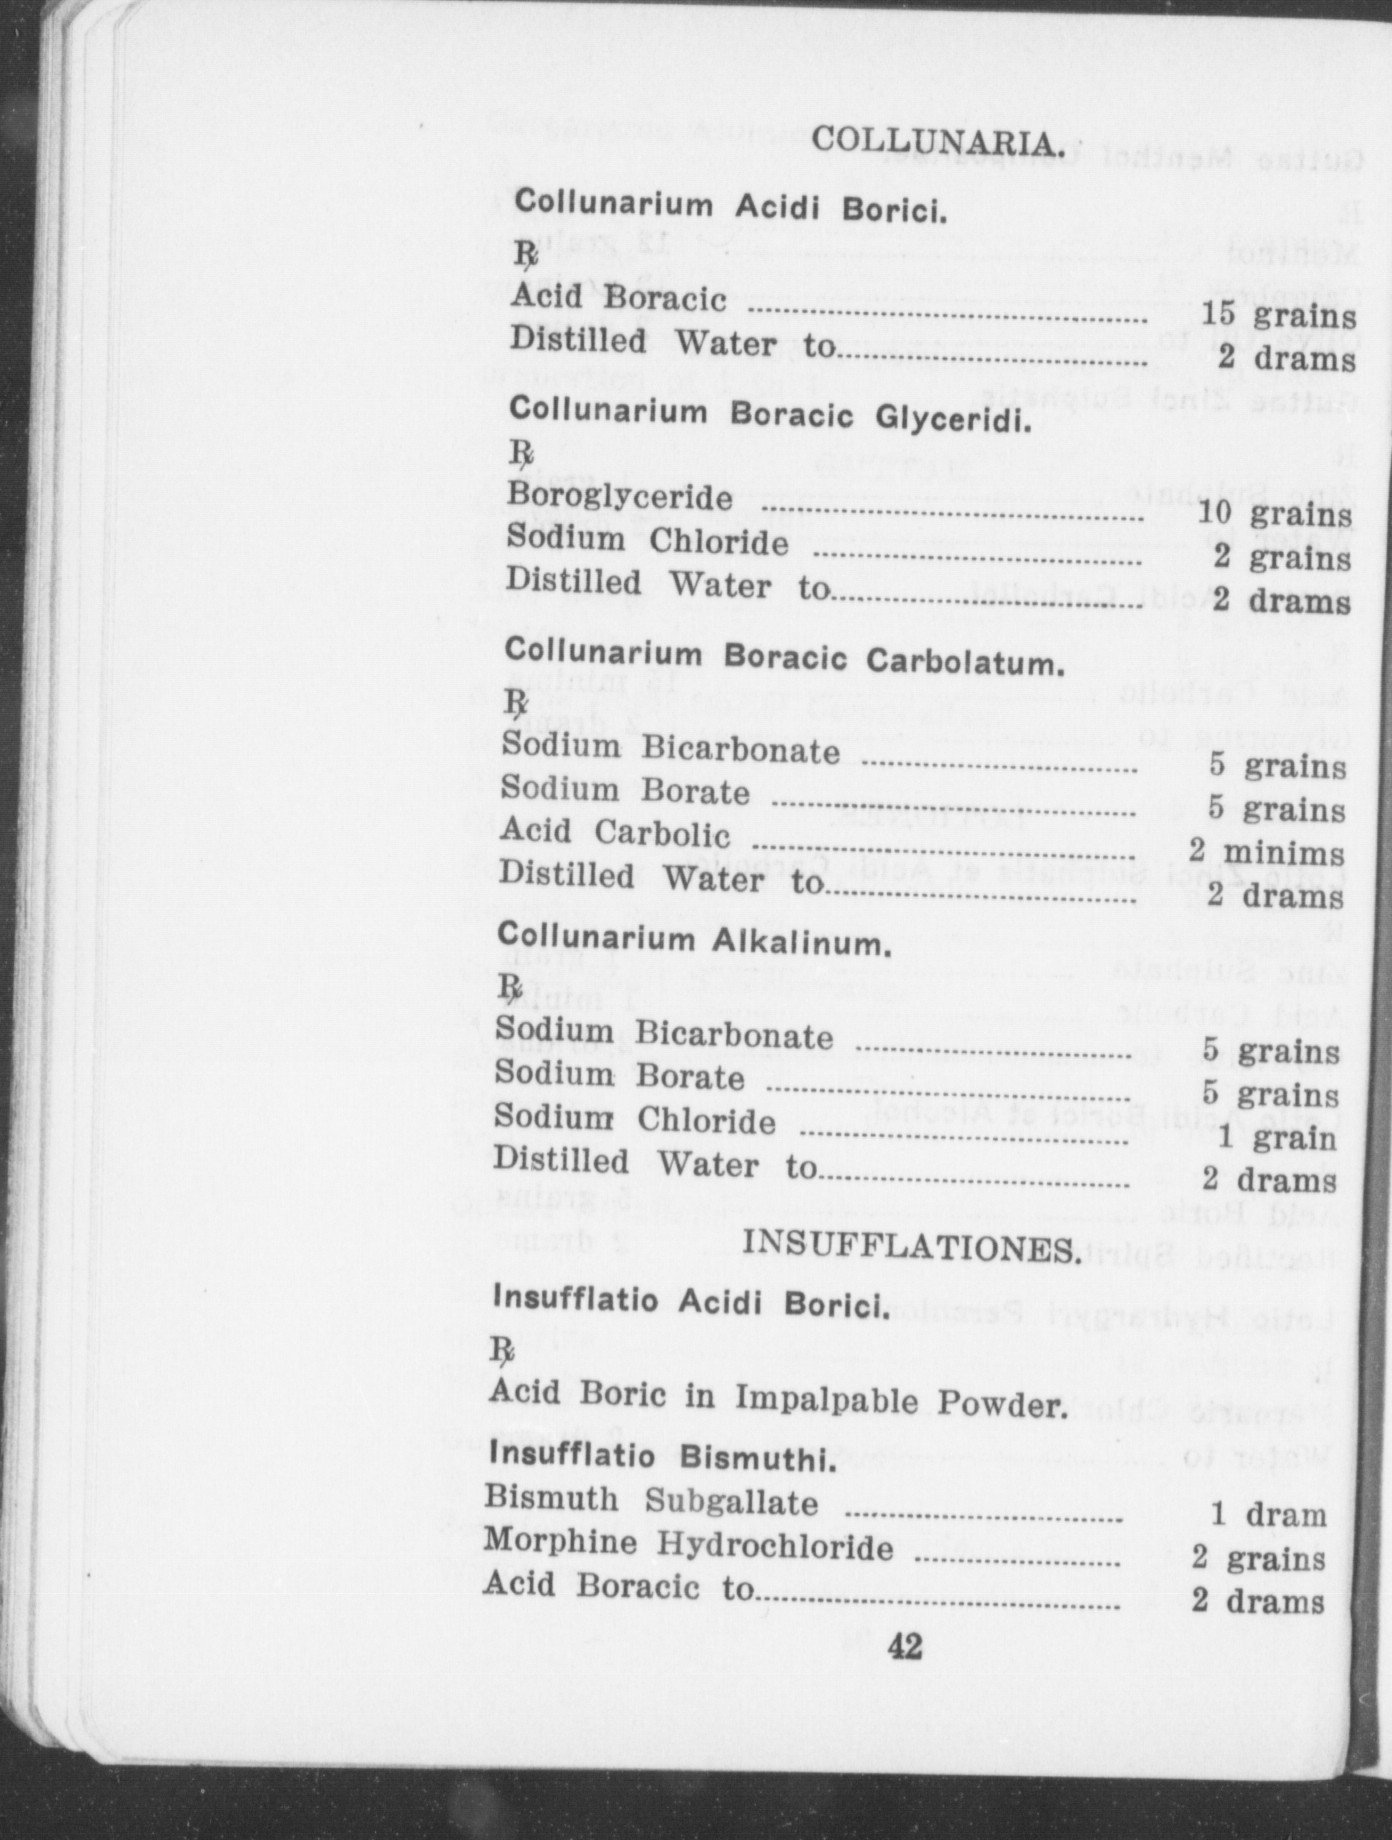 COLLUNARIA.
Collunarium Acidi Borici.
℞
Acid Boracic ........ 15 grains
Distilled Water to........ 2 drams
Collunarium Boracic Glyceridi.
℞
Boroglyceride ........ 10 grains
Sodium Chloride ........ 2 grains
Distilled Water to........ 2 drams
Collunarium Boracic Carbolatum.
℞
Sodium Bicarbonate ........ 5 grains
Sodium Borate ........ 5 grains
Acid Carbolic ........ 2 minims
Distilled Water to........ 2 drams
Collunarium Alkalinum.
℞
Sodium Bicarbonate ........ 5 grains
Sodium Borate ........ 5 grains
Sodium Chloride ........ 1 grain
Distilled Water to........ 2 drams
INSUFFLATIONES.
Insufflatio Acidi Borici.
℞
Acid Boric in Impalpable Powder.
Insufflatio Bismuthi.
Bismuth Subgallate ........ 1 dram
Morphine Hydrochloride ........ 2 grains
Acid Boracic to........ 2 drams
42